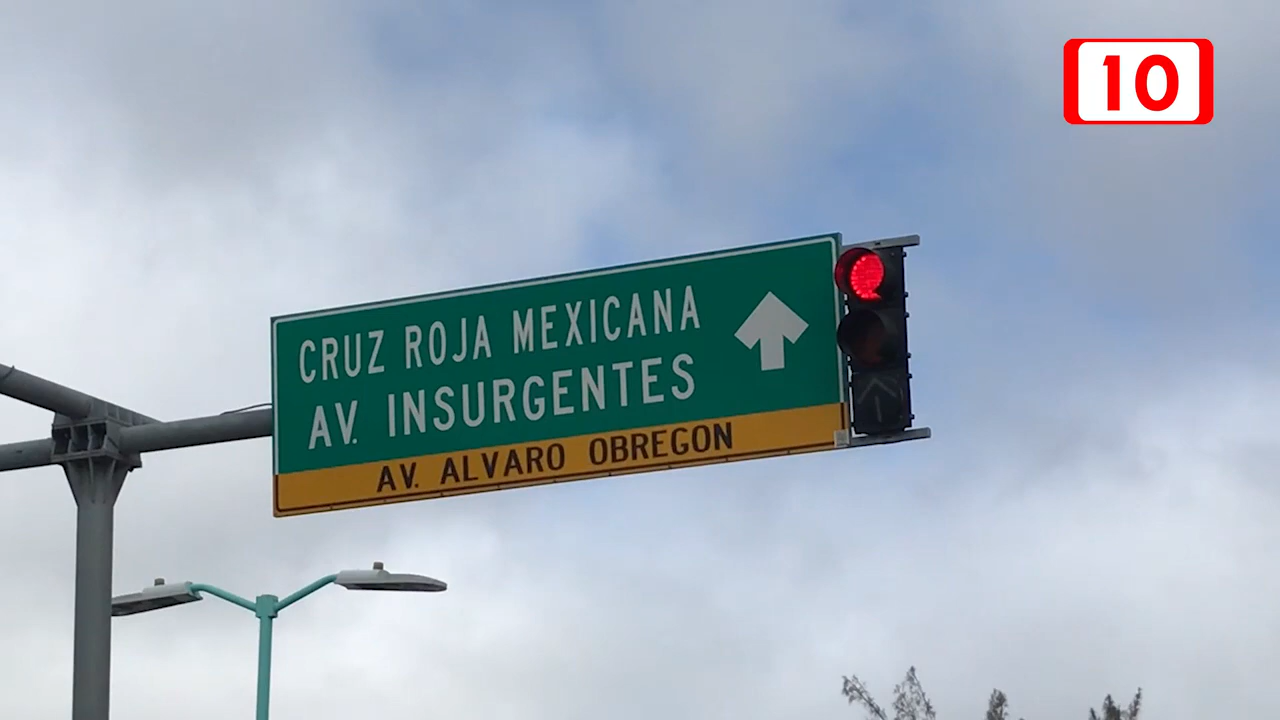 10
CRUZ ROJA MEXICANA
AV. INSURGENTES
AV. ALVARO OBREGON